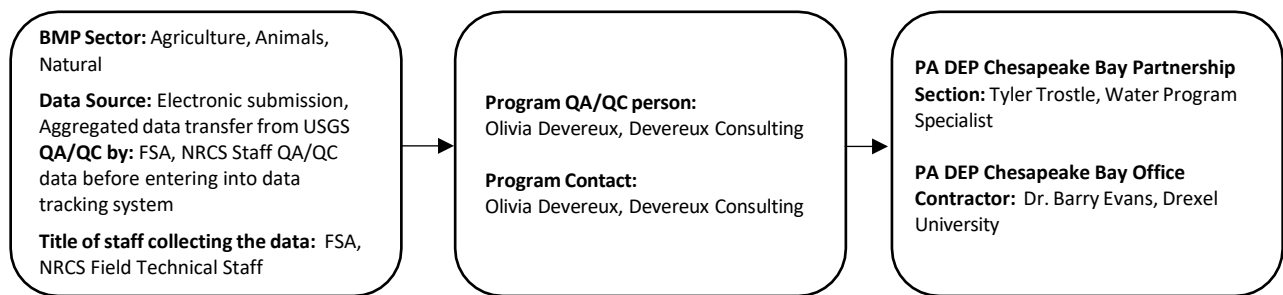 BMP Sector: Agriculture, Animals,
Natural
Data Source: Electronic submission,
Aggregated data transfer from USGS
QA/QC by: FSA, NRCS Staff QA/QC
data before entering into data
tracking system
Title of staff collecting the data: FSA,
NRCS Field Technical Staff
Program QA/QC person:
Olivia Devereux, Devereux Consulting
Program Contact:
Olivia Devereux, Devereux Consulting
PA DEP Chesapeake Bay Partnership
Section: Tyler Trostle, Water Program
Specialist
PA DEP Chesapeake Bay Office
Contractor: Dr. Barry Evans, Drexel
University